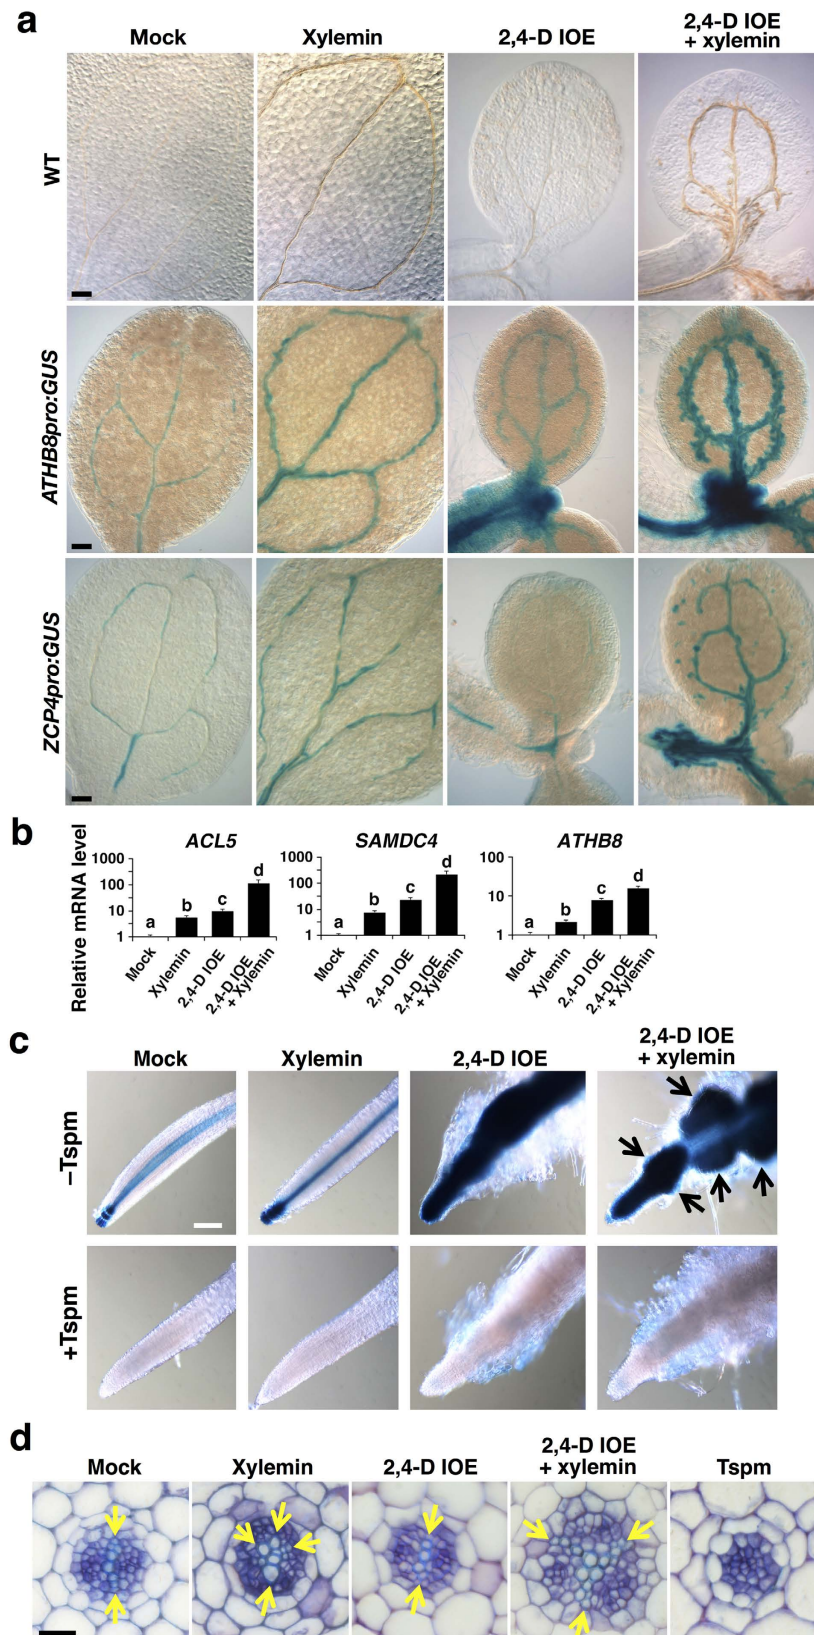 a
Mock
Xylemin
2,4-D IOE
2,4-D IOE
+ xylemin
WT
ATHB8pro:GUS
ZCP4pro:GUS
b
Relative mRNA level
ACL5
1000
100
10
1
a
b
c
d
Mock
Xylemin
2,4-D IOE
2,4-D IOE
+ Xylemin
SAMDC4
1000
100
10
1
a
b
c
d
Mock
Xylemin
2,4-D IOE
2,4-D IOE
+ Xylemin
ATHB8
100
10
1
a
b
c
d
Mock
Xylemin
2,4-D IOE
2,4-D IOE
+ Xylemin
c
Mock
Xylemin
2,4-D IOE
2,4-D IOE
+ xylemin
–Tspm
+Tspm
d
Mock
Xylemin
2,4-D IOE
2,4-D IOE
+ xylemin
Tspm